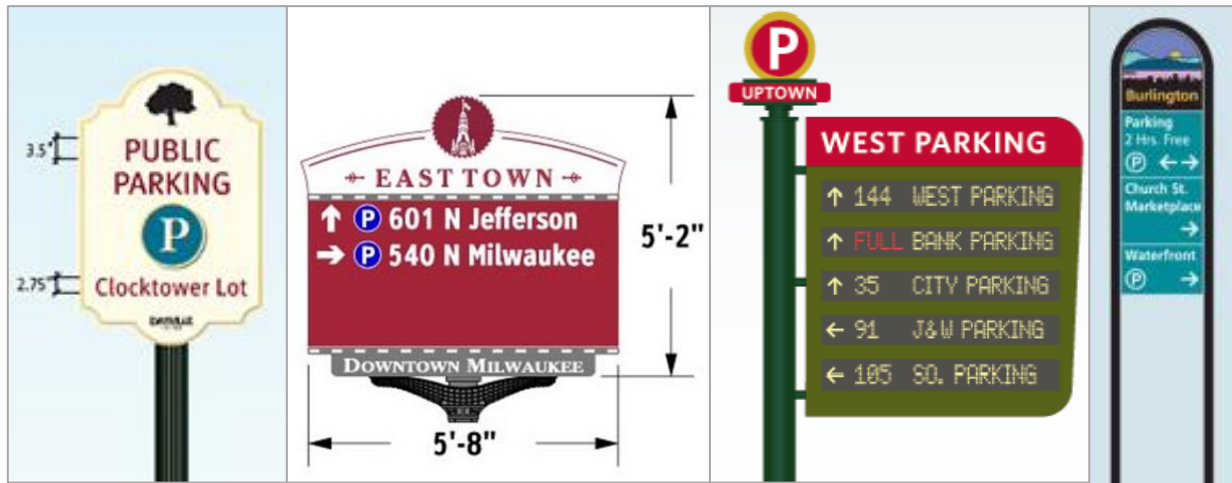 PUBLIC
PARKING
P
Clocktower Lot
3.5"
2.75"
EAST TOWN
P 601 N Jefferson
P 540 N Milwaukee
DOWNTOWN MILWAUKEE
5'-2"
5'-8"
P
UPTOWN
WEST PARKING
↑ 144 WEST PARKING
↑ FULL BANK PARKING
↑ 35 CITY PARKING
← 91 J&W PARKING
← 105 SO. PARKING
Burlington
Parking
2 Hrs. Free
P ← →
Church St.
Marketplace
→
Waterfront
P →